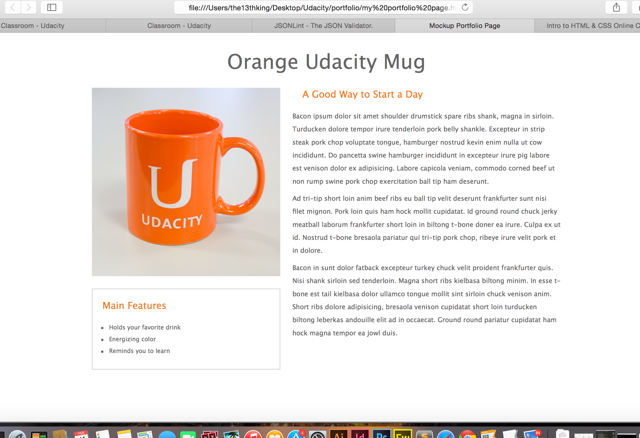 file:///Users/the13thking/Desktop/Udacity/portfolio/my%20portfolio%20page.
Classroom - Udacity
Classroom - Udacity
JSONLint - The JSON Validator.
Mockup Portfolio Page
Intro to HTML & CSS Online C
Orange Udacity Mug
U
UDACITY
Main Features
Holds your favorite drink
Energizing color
Reminds you to learn
A Good Way to Start a Day
Bacon ipsum dolor sit amet shoulder drumstick spare ribs shank, magna in sirloin.
Turducken dolore tempor irure tenderloin pork belly shankle. Excepteur in strip
steak pork chop voluptate tongue, hamburger nostrud kevin enim nulla ut cow
incididunt. Do pancetta swine hamburger incididunt in excepteur irure pig labore
est venison dolor ex adipisicing. Labore capicola veniam, commodo corned beef ut
non rump swine pork chop exercitation ball tip ham deserunt.
Ad tri-tip short loin anim beef ribs eu ball tip velit deserunt frankfurter sunt nisi
filet mignon. Pork loin quis ham hock mollit cupidatat. Id ground round chuck jerky
meatball laborum frankfurter short loin in biltong t-bone doner ea irure. Culpa ex ut
id. Nostrud t-bone bresaola pariatur qui tri-tip pork chop, ribeye irure velit pork et
in dolore.
Bacon in sunt dolor fatback excepteur turkey chuck velit proident frankfurter quis.
Nisi shank sirloin sed tenderloin. Magna short ribs kielbasa biltong minim. In esse t-
bone est tail kielbasa dolor ullamco tongue mollit sint sirloin chuck venison anim.
Short ribs dolore adipisicing, bresaola venison cupidatat short loin turducken
biltong leberkas andouille elit ad in occaecat. Ground round pariatur cupidatat ham
hock magna tempor ea jowl duis.
Ai
Id
Ps
Fw